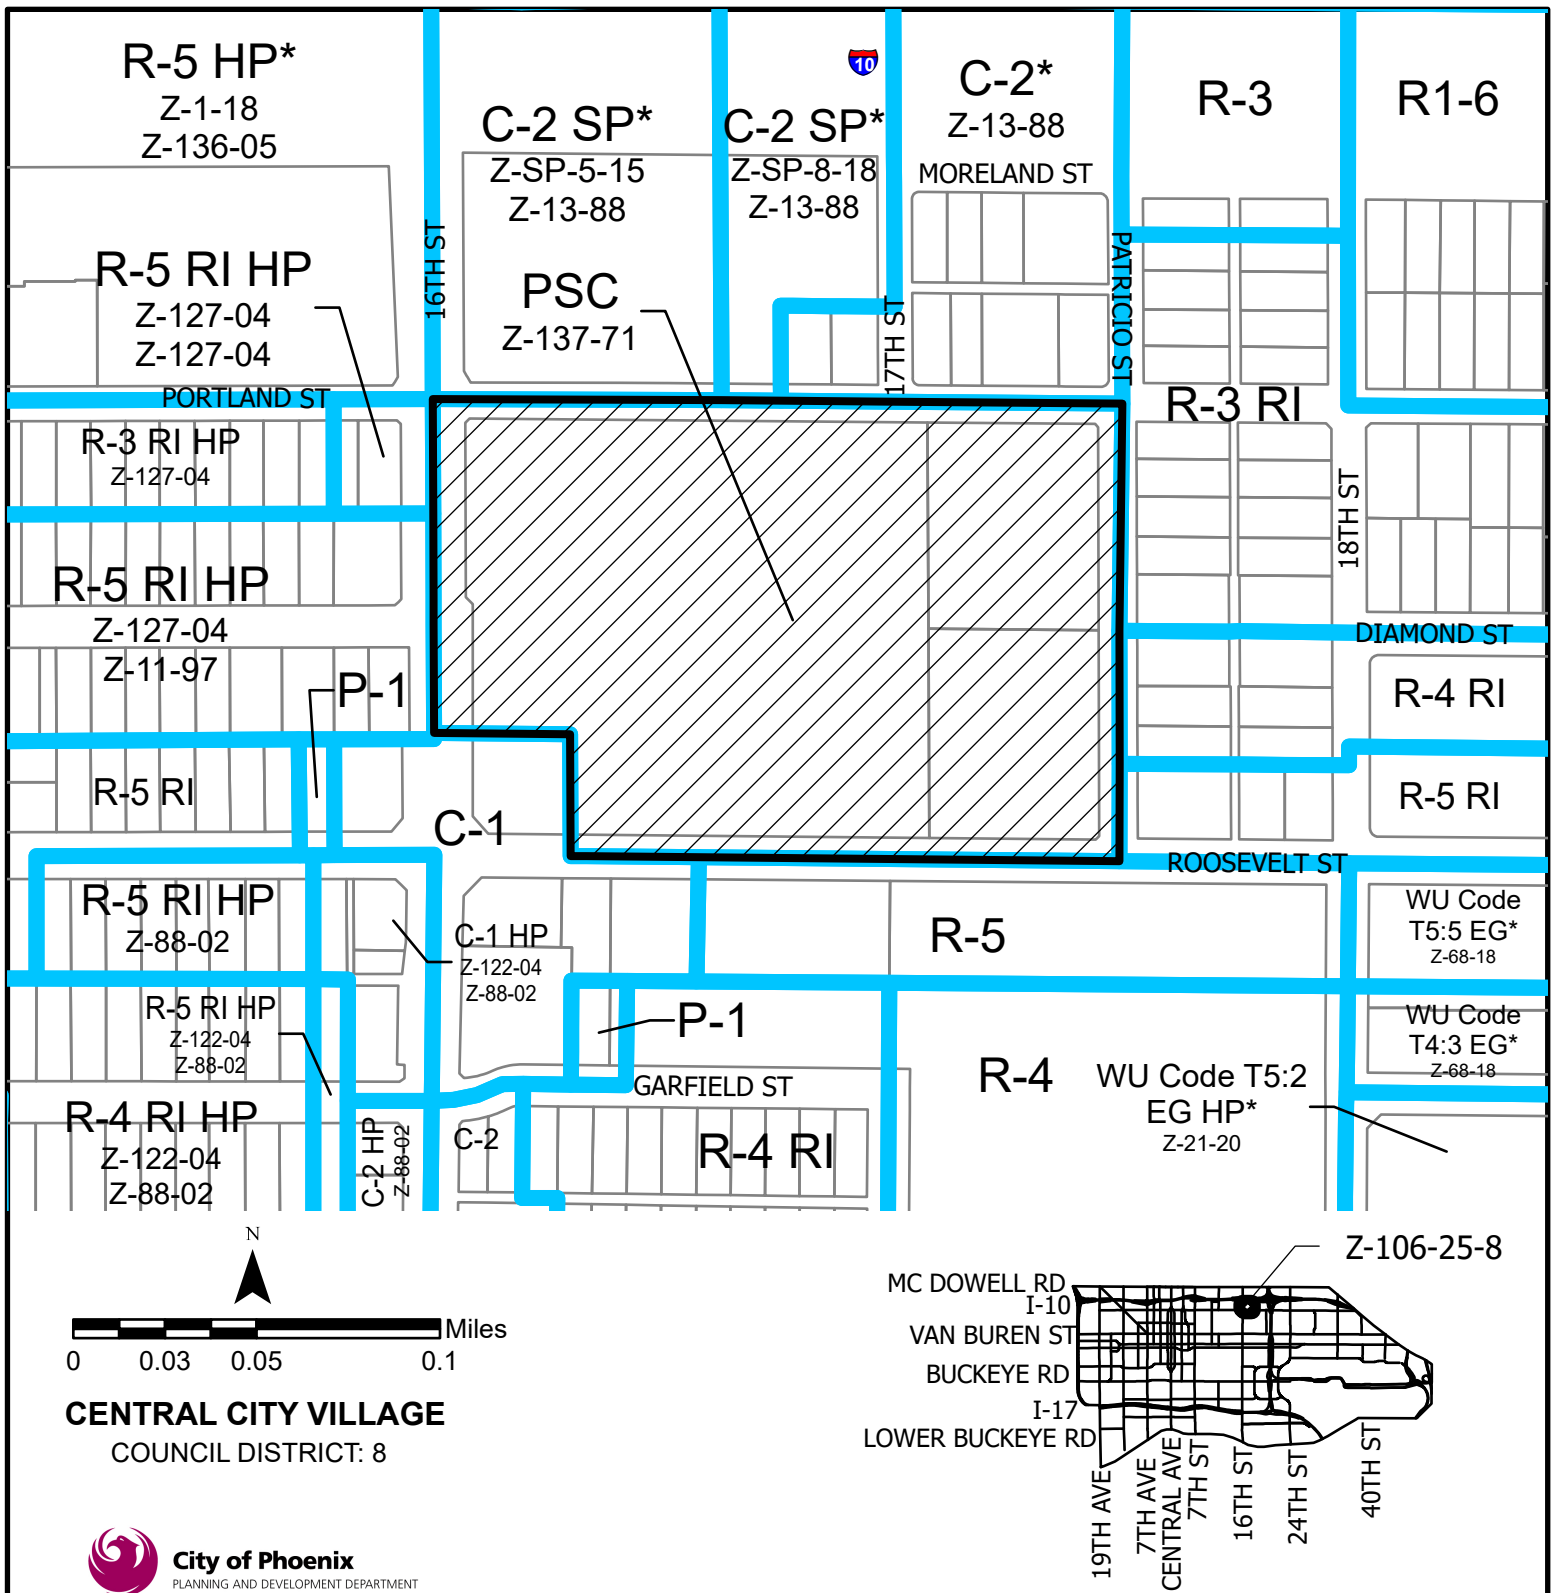 R-5 HP*
Z-1-18
Z-136-05
C-2 SP*
Z-SP-5-15
Z-13-88
10
C-2 SP*
Z-SP-8-18
Z-13-88
C-2*
Z-13-88
MORELAND ST
R-3
R1-6
16TH ST
17TH ST
PATRICIO ST
R-5 RI HP
Z-127-04
Z-127-04
PSC
Z-137-71
PORTLAND ST
R-3 RI HP
Z-127-04
R-3 RI
18TH ST
R-5 RI HP
Z-127-04
Z-11-97
P-1
DIAMOND ST
R-4 RI
R-5 RI
R-5 RI
C-1
ROOSEVELT ST
R-5 RI HP
Z-88-02
C-1 HP
Z-122-04
Z-88-02
R-5
WU Code
T5:5 EG*
Z-68-18
R-5 RI HP
Z-122-04
Z-88-02
P-1
WU Code
T4:3 EG*
Z-68-18
GARFIELD ST
R-4
WU Code T5:2
EG HP*
Z-21-20
R-4 RI HP
Z-122-04
Z-88-02
C-2 HP
Z-88-02
C-2
R-4 RI
N
Miles
0 0.03 0.05 0.1
CENTRAL CITY VILLAGE
COUNCIL DISTRICT: 8
City of Phoenix
PLANNING AND DEVELOPMENT DEPARTMENT
Z-106-25-8
MC DOWELL RD
I-10
VAN BUREN ST
BUCKEYE RD
I-17
LOWER BUCKEYE RD
19TH AVE
7TH AVE
CENTRAL AVE
7TH ST
16TH ST
24TH ST
40TH ST